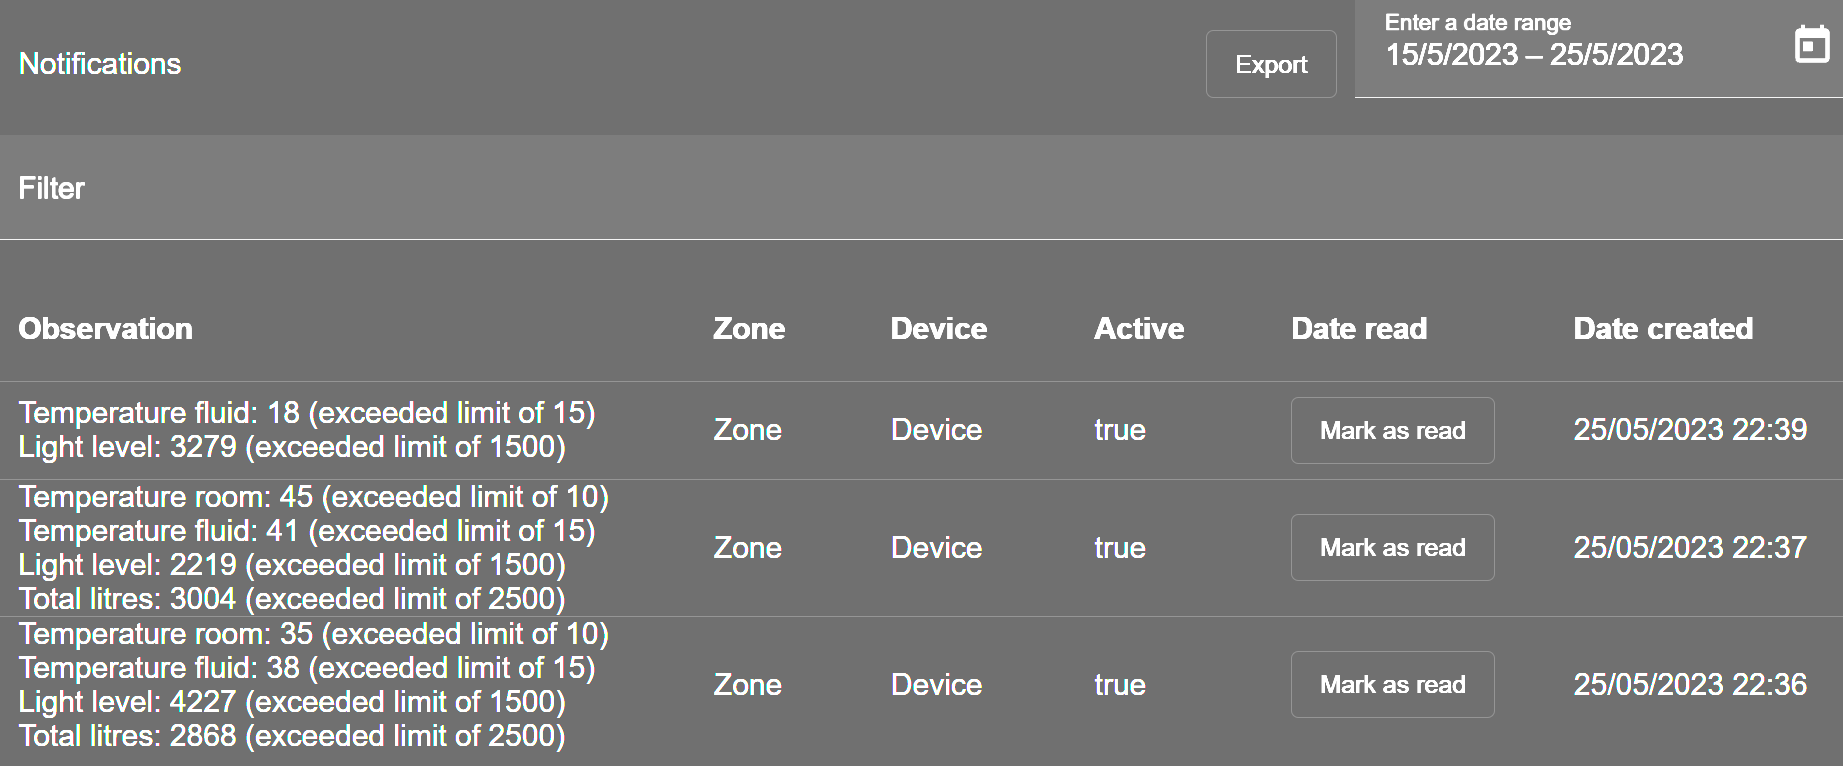 Notifications
Export
Enter a date range
15/5/2023 – 25/5/2023
Filter
Observation Zone Device Active Date read Date created
Temperature fluid: 18 (exceeded limit of 15)
Light level: 3279 (exceeded limit of 1500)
Zone Device true Mark as read 25/05/2023 22:39
Temperature room: 45 (exceeded limit of 10)
Temperature fluid: 41 (exceeded limit of 15)
Light level: 2219 (exceeded limit of 1500)
Total litres: 3004 (exceeded limit of 2500)
Zone Device true Mark as read 25/05/2023 22:37
Temperature room: 35 (exceeded limit of 10)
Temperature fluid: 38 (exceeded limit of 15)
Light level: 4227 (exceeded limit of 1500)
Total litres: 2868 (exceeded limit of 2500)
Zone Device true Mark as read 25/05/2023 22:36